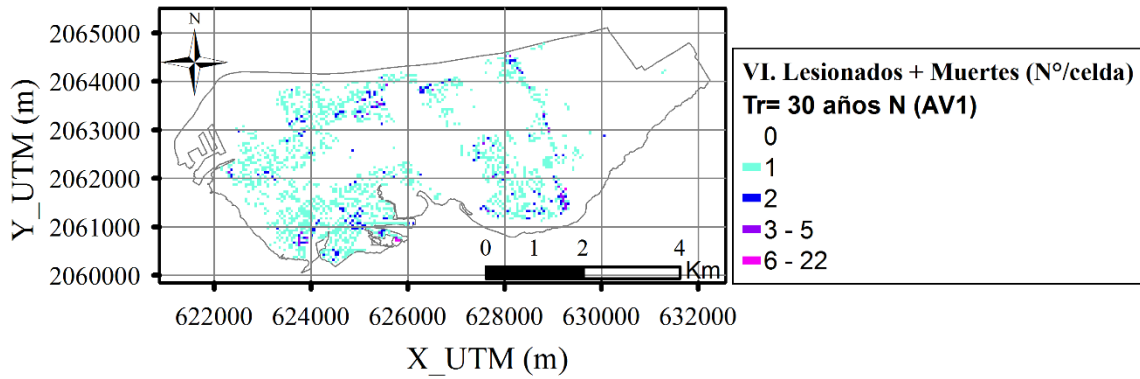 N
2065000
2064000
2063000
2062000
2061000
2060000
Y_UTM (m)
622000 624000 626000 628000 630000 632000
X_UTM (m)
0 1 2 4
Km
VI. Lesionados + Muertes (N°/celda)
Tr= 30 años N (AV1)
0
1
2
3 - 5
6 - 22